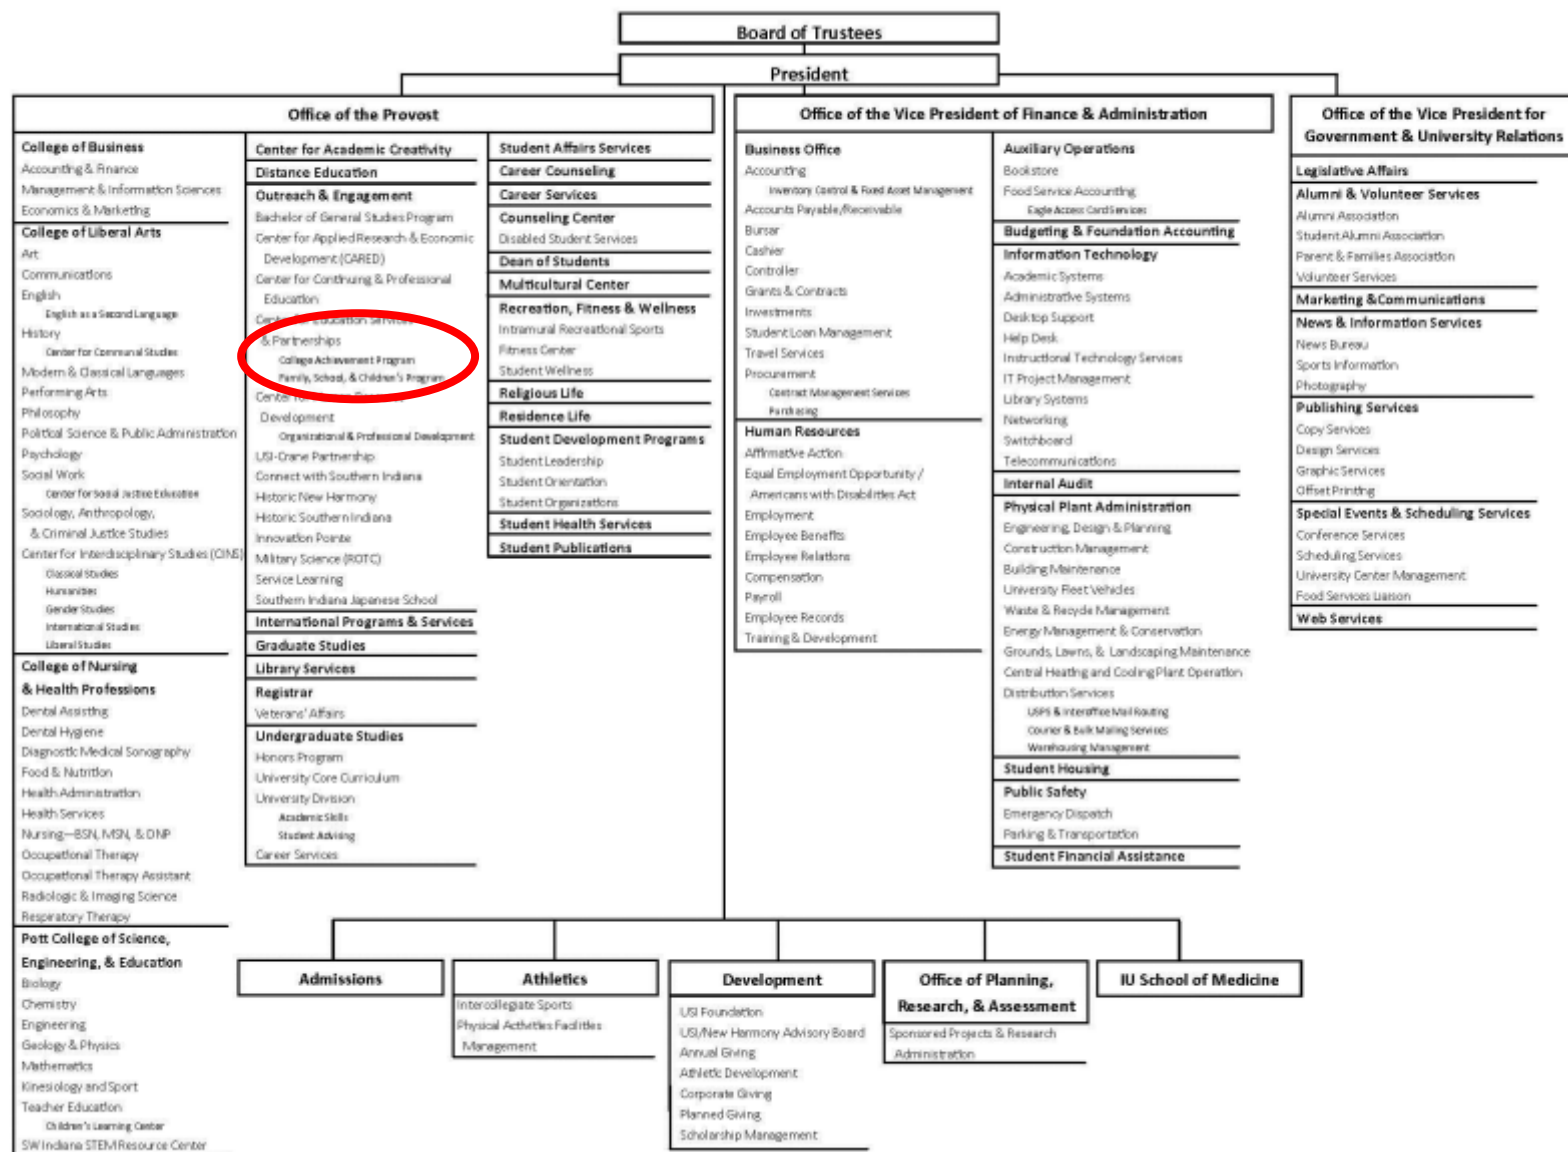 Board of Trustees
President
Office of the Provost
College of Business
Accounting & Finance
Management & Information Sciences
Economics & Marketing
College of Liberal Arts
Art
Communications
English
English as a Second Language
History
Center for Communal Studies
Modern & Classical Languages
Performing Arts
Philosophy
Political Science & Public Administration
Psychology
Social Work
Center for Social Justice Education
Sociology, Anthropology,
& Criminal Justice Studies
Center for Interdisciplinary Studies (CINS)
Classical Studies
Humanities
Gender Studies
International Studies
Liberal Studies
College of Nursing
& Health Professions
Dental Assisting
Dental Hygiene
Diagnostic Medical Sonography
Food & Nutrition
Health Administration
Health Services
Nursing—BSN, MSN, & DNP
Occupational Therapy
Occupational Therapy Assistant
Radiologic & Imaging Science
Respiratory Therapy
Pott College of Science,
Engineering, & Education
Biology
Chemistry
Engineering
Geology & Physics
Mathematics
Kinesiology and Sport
Teacher Education
Children's Learning Center
SW Indiana STEM Resource Center
Center for Academic Creativity
Distance Education
Outreach & Engagement
Bachelor of General Studies Program
Center for Applied Research & Economic
Development (CARED)
Center for Continuing & Professional
Education
Center for Education Services
& Partnerships
College Achievement Program
Family, School, & Children's Program
Center for
Development
Organizational & Professional Development
USI-Crane Partnership
Connect with Southern Indiana
Historic New Harmony
Historic Southern Indiana
Innovation Pointe
Military Science (ROTC)
Service Learning
Southern Indiana Japanese School
International Programs & Services
Graduate Studies
Library Services
Registrar
Veterans' Affairs
Undergraduate Studies
Honors Program
University Core Curriculum
University Division
Academic Skills
Student Advising
Career Services
Student Affairs Services
Career Counseling
Career Services
Counseling Center
Disabled Student Services
Dean of Students
Multicultural Center
Recreation, Fitness & Wellness
Intramural Recreational Sports
Fitness Center
Student Wellness
Religious Life
Residence Life
Student Development Programs
Student Leadership
Student Orientation
Student Organizations
Student Health Services
Student Publications
Office of the Vice President of Finance & Administration
Business Office
Accounting
Inventory Control & Fixed Asset Management
Accounts Payable/Receivable
Bursar
Cashier
Controller
Grants & Contracts
Investments
Student Loan Management
Travel Services
Procurement
Contract Management Services
Purchasing
Human Resources
Affirmative Action
Equal Employment Opportunity /
Americans with Disabilities Act
Employment
Employee Benefits
Employee Relations
Compensation
Payroll
Employee Records
Training & Development
Auxiliary Operations
Bookstore
Food Service Accounting
Eagle Access Card Services
Budgeting & Foundation Accounting
Information Technology
Academic Systems
Administrative Systems
Desktop Support
Help Desk
Instructional Technology Services
IT Project Management
Library Systems
Networking
Switchboard
Telecommunications
Internal Audit
Physical Plant Administration
Engineering, Design & Planning
Construction Management
Building Maintenance
University Fleet Vehicles
Waste & Recycle Management
Energy Management & Conservation
Grounds, Lawns, & Landscaping Maintenance
Central Heating and Cooling Plant Operation
Distribution Services
USPS & Interoffice Mail Routing
Courier & Bulk Mailing Services
Warehousing Management
Student Housing
Public Safety
Emergency Dispatch
Parking & Transportation
Student Financial Assistance
Office of the Vice President for
Government & University Relations
Legislative Affairs
Alumni & Volunteer Services
Alumni Association
Student Alumni Association
Parent & Families Association
Volunteer Services
Marketing &Communications
News & Information Services
News Bureau
Sports Information
Photography
Publishing Services
Copy Services
Design Services
Graphic Services
Offset Printing
Special Events & Scheduling Services
Conference Services
Scheduling Services
University Center Management
Food Services Liaison
Web Services
Admissions
Athletics
Intercollegiate Sports
Physical Activities Facilities
Management
Development
USI Foundation
USI/New Harmony Advisory Board
Annual Giving
Athletic Development
Corporate Giving
Planned Giving
Scholarship Management
Office of Planning,
Research, & Assessment
Sponsored Projects & Research
Administration
IU School of Medicine